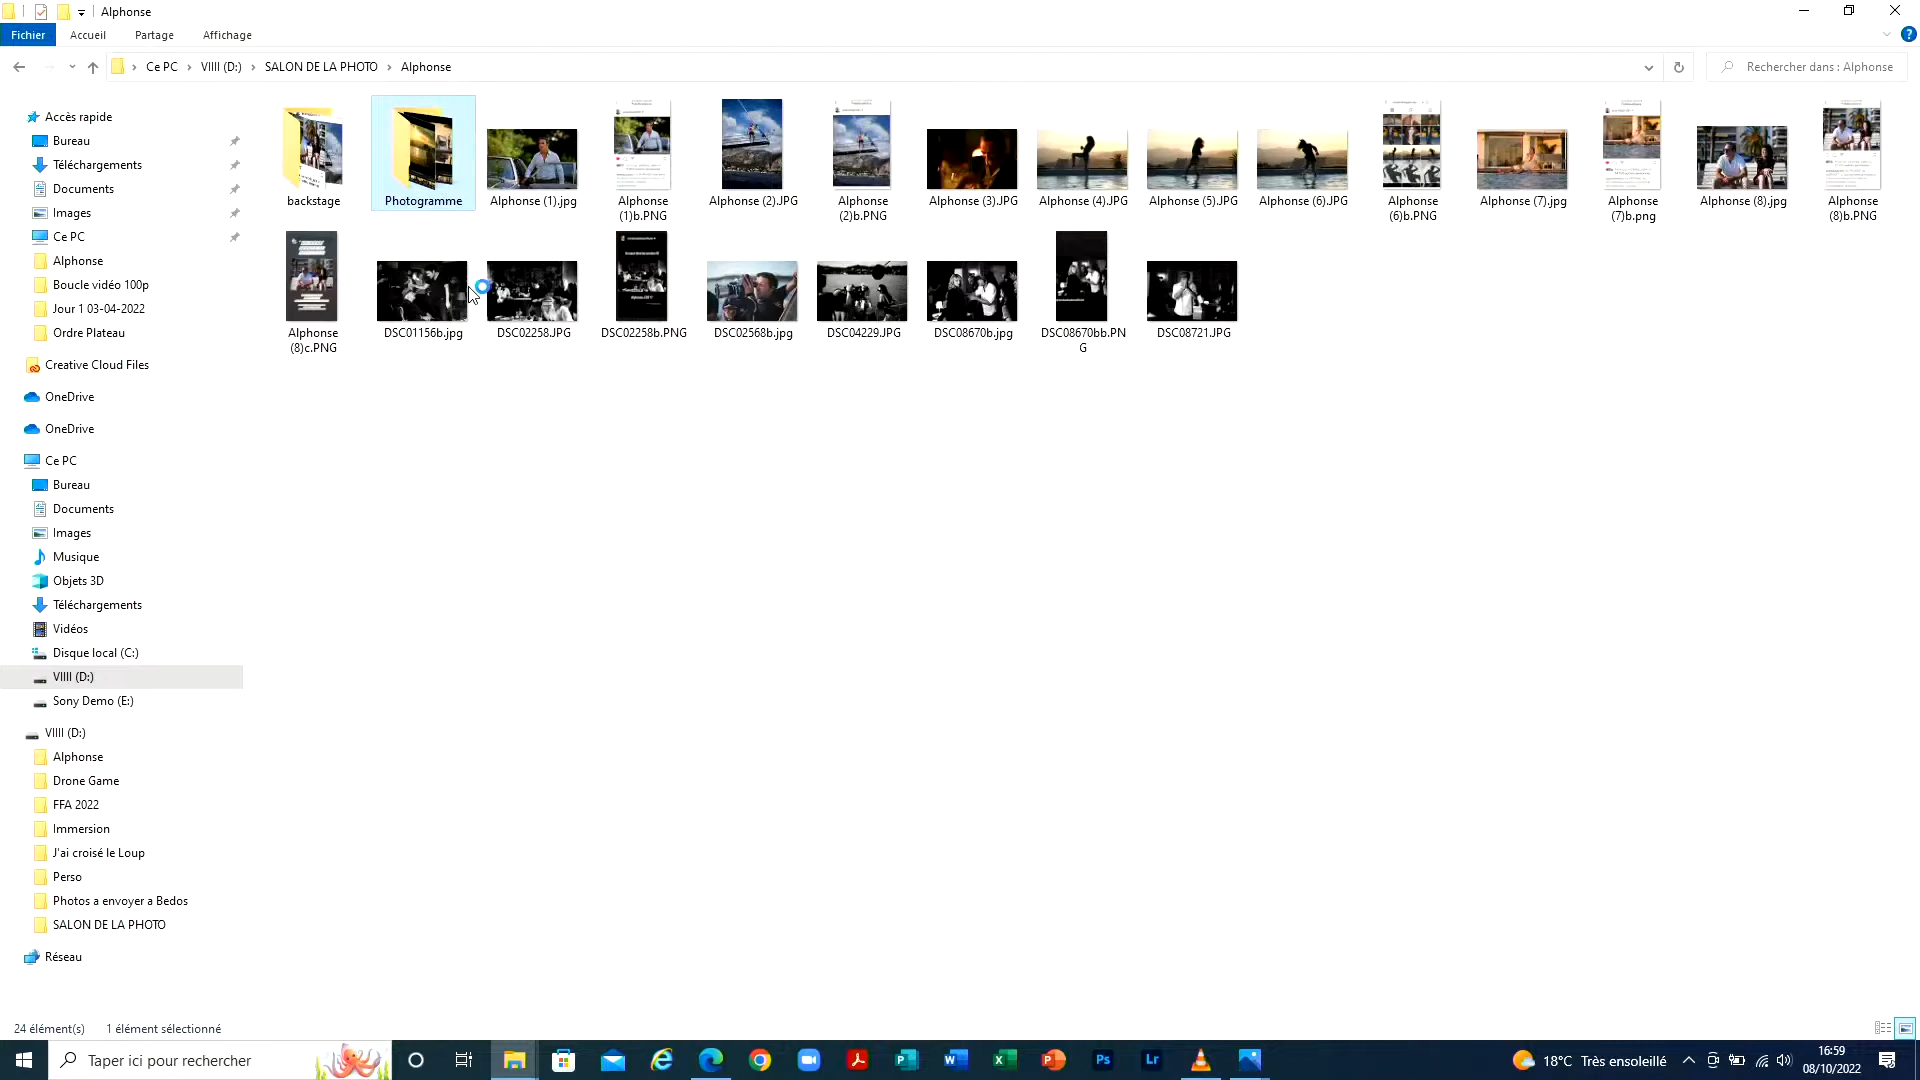 Alphonse
Fichier
Accueil
Partage
Affichage
Ce PC
VIIII (D:)
SALON DE LA PHOTO
Alphonse
Rechercher dans : Alphonse
Accès rapide
Bureau
Téléchargements
Documents
Images
Ce PC
Alphonse
Boucle vidéo 100p
Jour 1 03-04-2022
Ordre Plateau
Creative Cloud Files
OneDrive
OneDrive
Ce PC
Bureau
Documents
Images
Musique
Objets 3D
Téléchargements
Vidéos
Disque local (C:)
VIIII (D:)
Sony Demo (E:)
VIIII (D:)
Alphonse
Drone Game
FFA 2022
Immersion
J'ai croisé le Loup
Perso
Photos a envoyer a Bedos
SALON DE LA PHOTO
Réseau
backstage
Photogramme
Alphonse (1).jpg
Alphonse
(1)b.PNG
Alphonse (2).JPG
Alphonse
(2)b.PNG
Alphonse (3).JPG
Alphonse (4).JPG
Alphonse (5).JPG
Alphonse (6).JPG
Alphonse
(6)b.PNG
Alphonse (7).jpg
Alphonse
(7)b.png
Alphonse (8).jpg
Alphonse
(8)b.PNG
Alphonse
(8)c.PNG
DSC01156b.jpg
DSC02258.JPG
DSC02258b.PNG
DSC02568b.jpg
DSC04229.JPG
DSC08670b.jpg
DSC08670bb.PN
G
DSC08721.JPG
24 élément(s)
1 élément sélectionné
Taper ici pour rechercher
Ps
Lr
18°C Très ensoleillé
16:59
08/10/2022